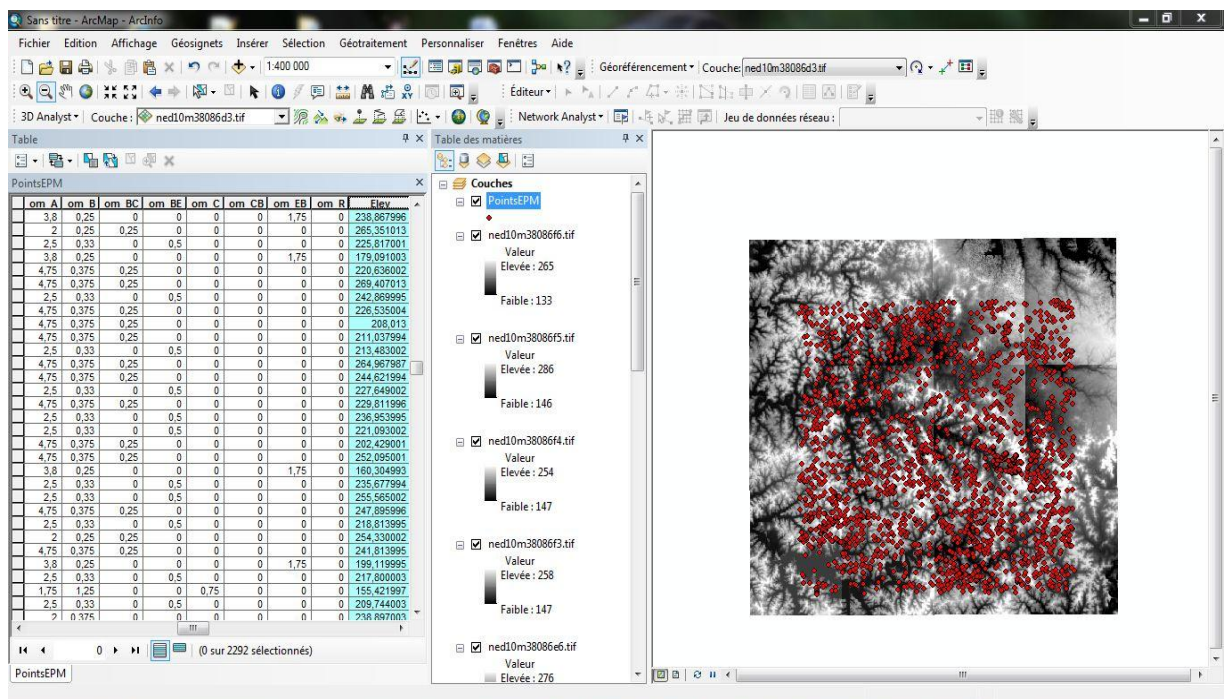 Sans titre - ArcMap - ArcInfo
Fichier Edition Affichage Géosignets Insérer Sélection Géotraitement Personnaliser Fenêtres Aide
1:400 000 Géoréférencement Couche: ned10m38086d3.tif
Éditeur
3D Analyst Couche : ned10m38086d3.tif Network Analyst Jeu de données réseau :
Table
PointsEPM
om A om B om BC om BE om C om CB om EB om R Elev
3,8 0,25 0 0 0 0 1,75 0 238,867996
2 0,25 0,25 0 0 0 0 0 265,351013
2,5 0,33 0 0,5 0 0 0 0 225,817001
3,8 0,25 0 0 0 0 1,75 0 179,091003
4,75 0,375 0,25 0 0 0 0 0 220,636002
4,75 0,375 0,25 0 0 0 0 0 269,407013
2,5 0,33 0 0,5 0 0 0 0 242,869995
4,75 0,375 0,25 0 0 0 0 0 226,535004
4,75 0,375 0,25 0 0 0 0 0 208,013
4,75 0,375 0,25 0 0 0 0 0 211,037994
2,5 0,33 0 0,5 0 0 0 0 213,483002
4,75 0,375 0,25 0 0 0 0 0 264,967987
4,75 0,375 0,25 0 0 0 0 0 244,621994
2,5 0,33 0 0,5 0 0 0 0 227,649002
4,75 0,375 0,25 0 0 0 0 0 229,811996
2,5 0,33 0 0,5 0 0 0 0 236,953995
2,5 0,33 0 0,5 0 0 0 0 221,093002
4,75 0,375 0,25 0 0 0 0 0 202,429001
4,75 0,375 0,25 0 0 0 0 0 252,095001
3,8 0,25 0 0 0 0 1,75 0 160,304993
2,5 0,33 0 0,5 0 0 0 0 235,677994
2,5 0,33 0 0,5 0 0 0 0 255,565002
4,75 0,375 0,25 0 0 0 0 0 247,895996
2,5 0,33 0 0,5 0 0 0 0 218,813995
2 0,25 0,25 0 0 0 0 0 254,330002
4,75 0,375 0,25 0 0 0 0 0 241,813995
3,8 0,25 0 0 0 0 1,75 0 199,119995
2,5 0,33 0 0,5 0 0 0 0 217,800003
1,75 1,25 0 0 0,75 0 0 0 155,421997
2,5 0,33 0 0,5 0 0 0 0 209,744003
2 0,375 0 0 0 0 0 0 238,897003
0 (0 sur 2292 sélectionnés)
PointsEPM
Table des matières
Couches
PointsEPM
ned10m38086f6.tif
Valeur
Elevée : 265
Faible : 133
ned10m38086f5.tif
Valeur
Elevée : 286
Faible : 146
ned10m38086f4.tif
Valeur
Elevée : 254
Faible : 147
ned10m38086f3.tif
Valeur
Elevée : 258
Faible : 147
ned10m38086e6.tif
Valeur
Elevée : 276